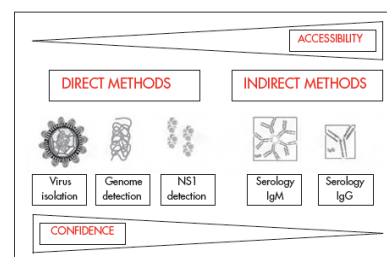 ACCESSIBILITY
DIRECT METHODS
INDIRECT METHODS
Virus
isolation
Genome
detection
NS1
detection
Serology
IgM
Serology
IgG
CONFIDENCE